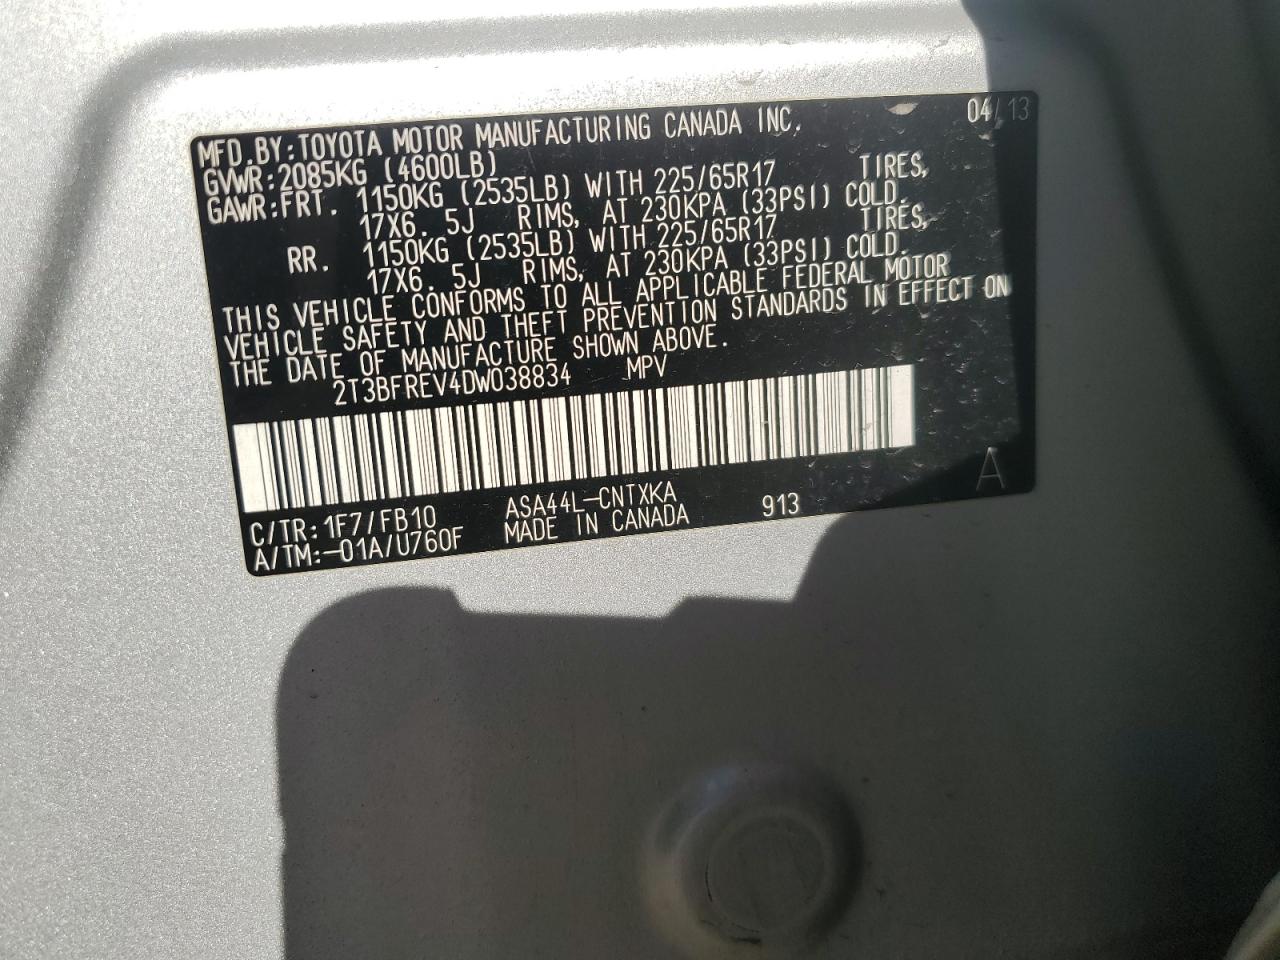 04/13
MFD.BY:TOYOTA MOTOR MANUFACTURING CANADA INC.
GVWR:2085KG (4600LB)
GAWR:FRT. 1150KG (2535LB) WITH 225/65R17 TIRES,
17X6. 5J RIMS, AT 230KPA (33PSI) COLD.
RR. 1150KG (2535LB) WITH 225/65R17 TIRES,
17X6. 5J RIMS, AT 230KPA (33PSI) COLD.
THIS VEHICLE CONFORMS TO ALL APPLICABLE FEDERAL MOTOR
VEHICLE SAFETY AND THEFT PREVENTION STANDARDS IN EFFECT ON
THE DATE OF MANUFACTURE SHOWN ABOVE.
2T3BFREV4DW038834 MPV
A
C/TR:1F7/FB10 ASA44L-CNTXKA 913
A/TM:-01A/U760F MADE IN CANADA